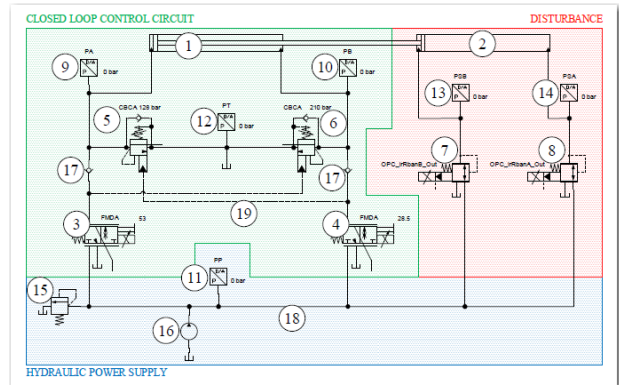 CLOSED LOOP CONTROL CIRCUIT
DISTURBANCE
1
2
PA
9
P/A
P
0 bar
PB
10
P/A
P
0 bar
PSB
13
P/A
P
0 bar
PSA
14
P/A
P
0 bar
CBCA 128 bar
5
PT
12
P/A
P
0 bar
CBCA
210 bar
6
OPC_IrRbanB_Out
7
OPC_IrRbanA_Out
8
17
17
19
3
FMDA
53
4
FMDA
28.5
PP
11
P/A
P
0 bar
15
16
18
HYDRAULIC POWER SUPPLY